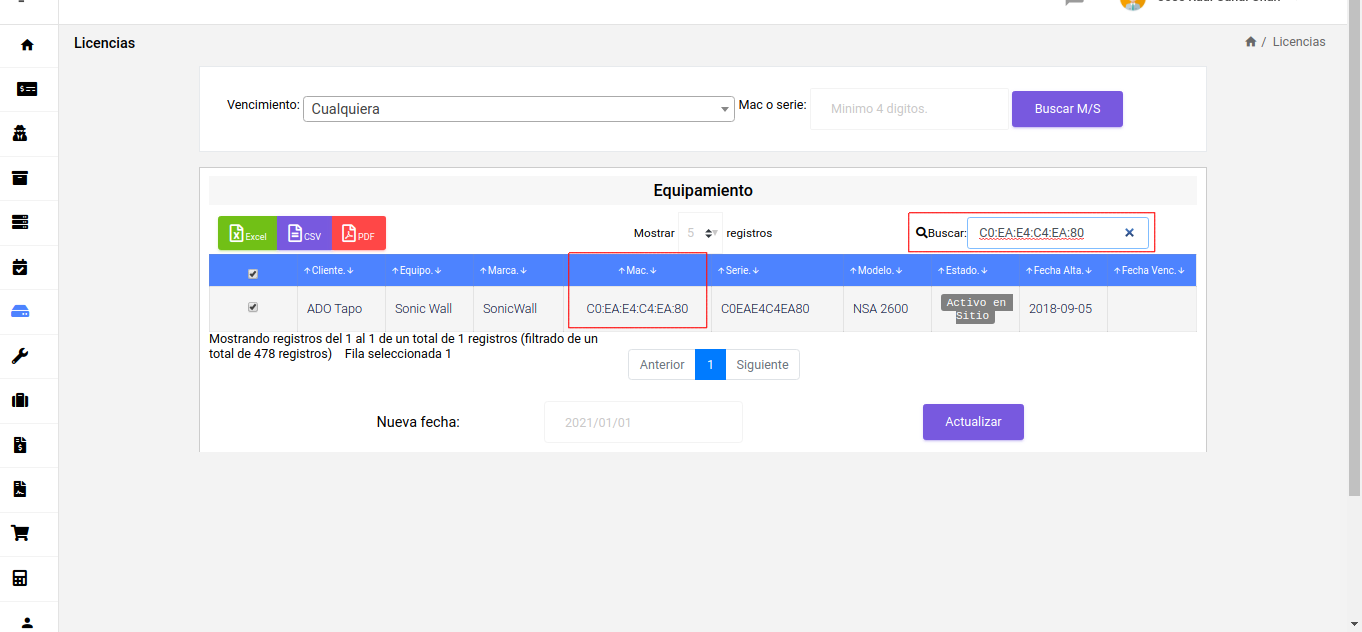 Licencias
/ Licencias
Vencimiento: Cualquiera Mac o serie: Minimo 4 digitos. Buscar M/S
Equipamiento
Excel CSV PDF Mostrar 5 registros Buscar: C0:EA:E4:C4:EA:80 ×
↑Cliente.↓ ↑Equipo.↓ ↑Marca.↓ ↑Mac.↓ ↑Serie.↓ ↑Modelo.↓ ↑Estado.↓ ↑Fecha Alta.↓ ↑Fecha Venc.↓
ADO Tapo Sonic Wall SonicWall C0:EA:E4:C4:EA:80 C0EAE4C4EA80 NSA 2600 Activo en Sitio 2018-09-05
Mostrando registros del 1 al 1 de un total de 1 registros (filtrado de un
total de 478 registros) Fila seleccionada 1
Anterior 1 Siguiente
Nueva fecha: 2021/01/01 Actualizar